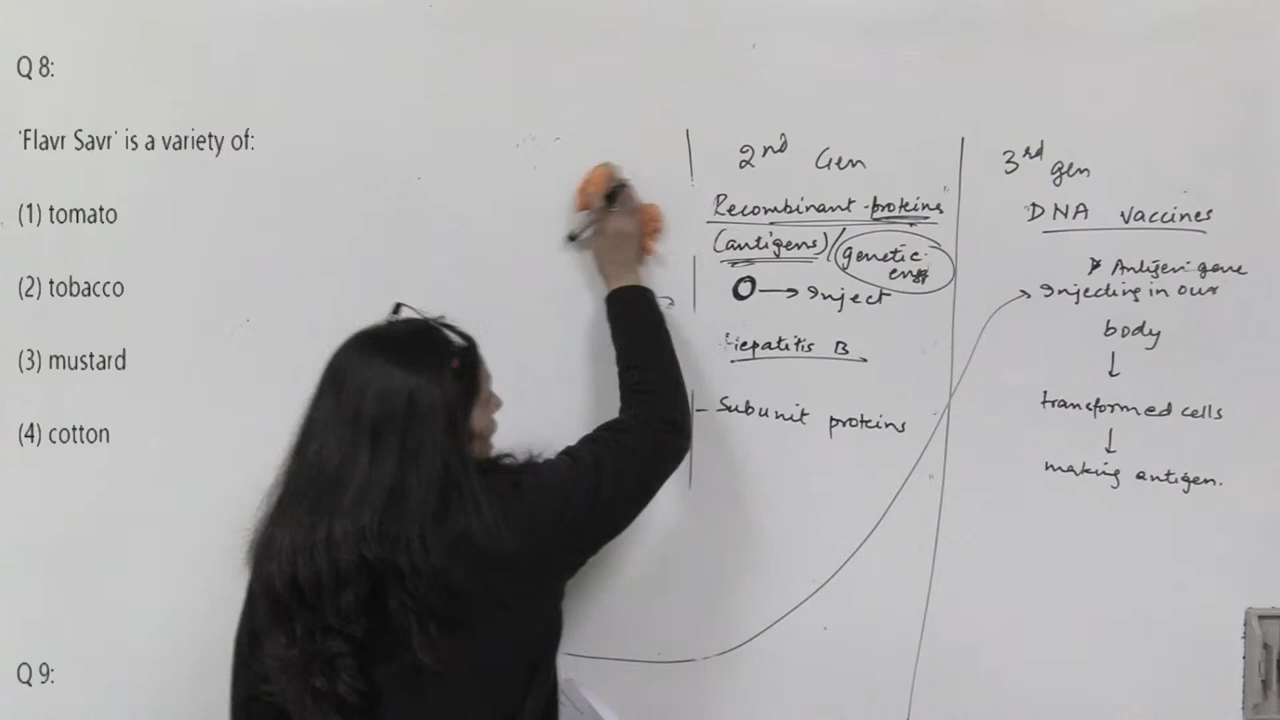 Q 8:
'Flavr Savr' is a variety of:
(1) tomato
(2) tobacco
(3) mustard
(4) cotton
Q 9:
2nd Gen
Recombinant proteins
(antigens)/genetic
eng
O → Inject
Hepatitis B
- Subunit proteins
3rd gen
DNA vaccines
Antigen gene
→ Injecting in our
body
↓
transformed cells
↓
making antigen.